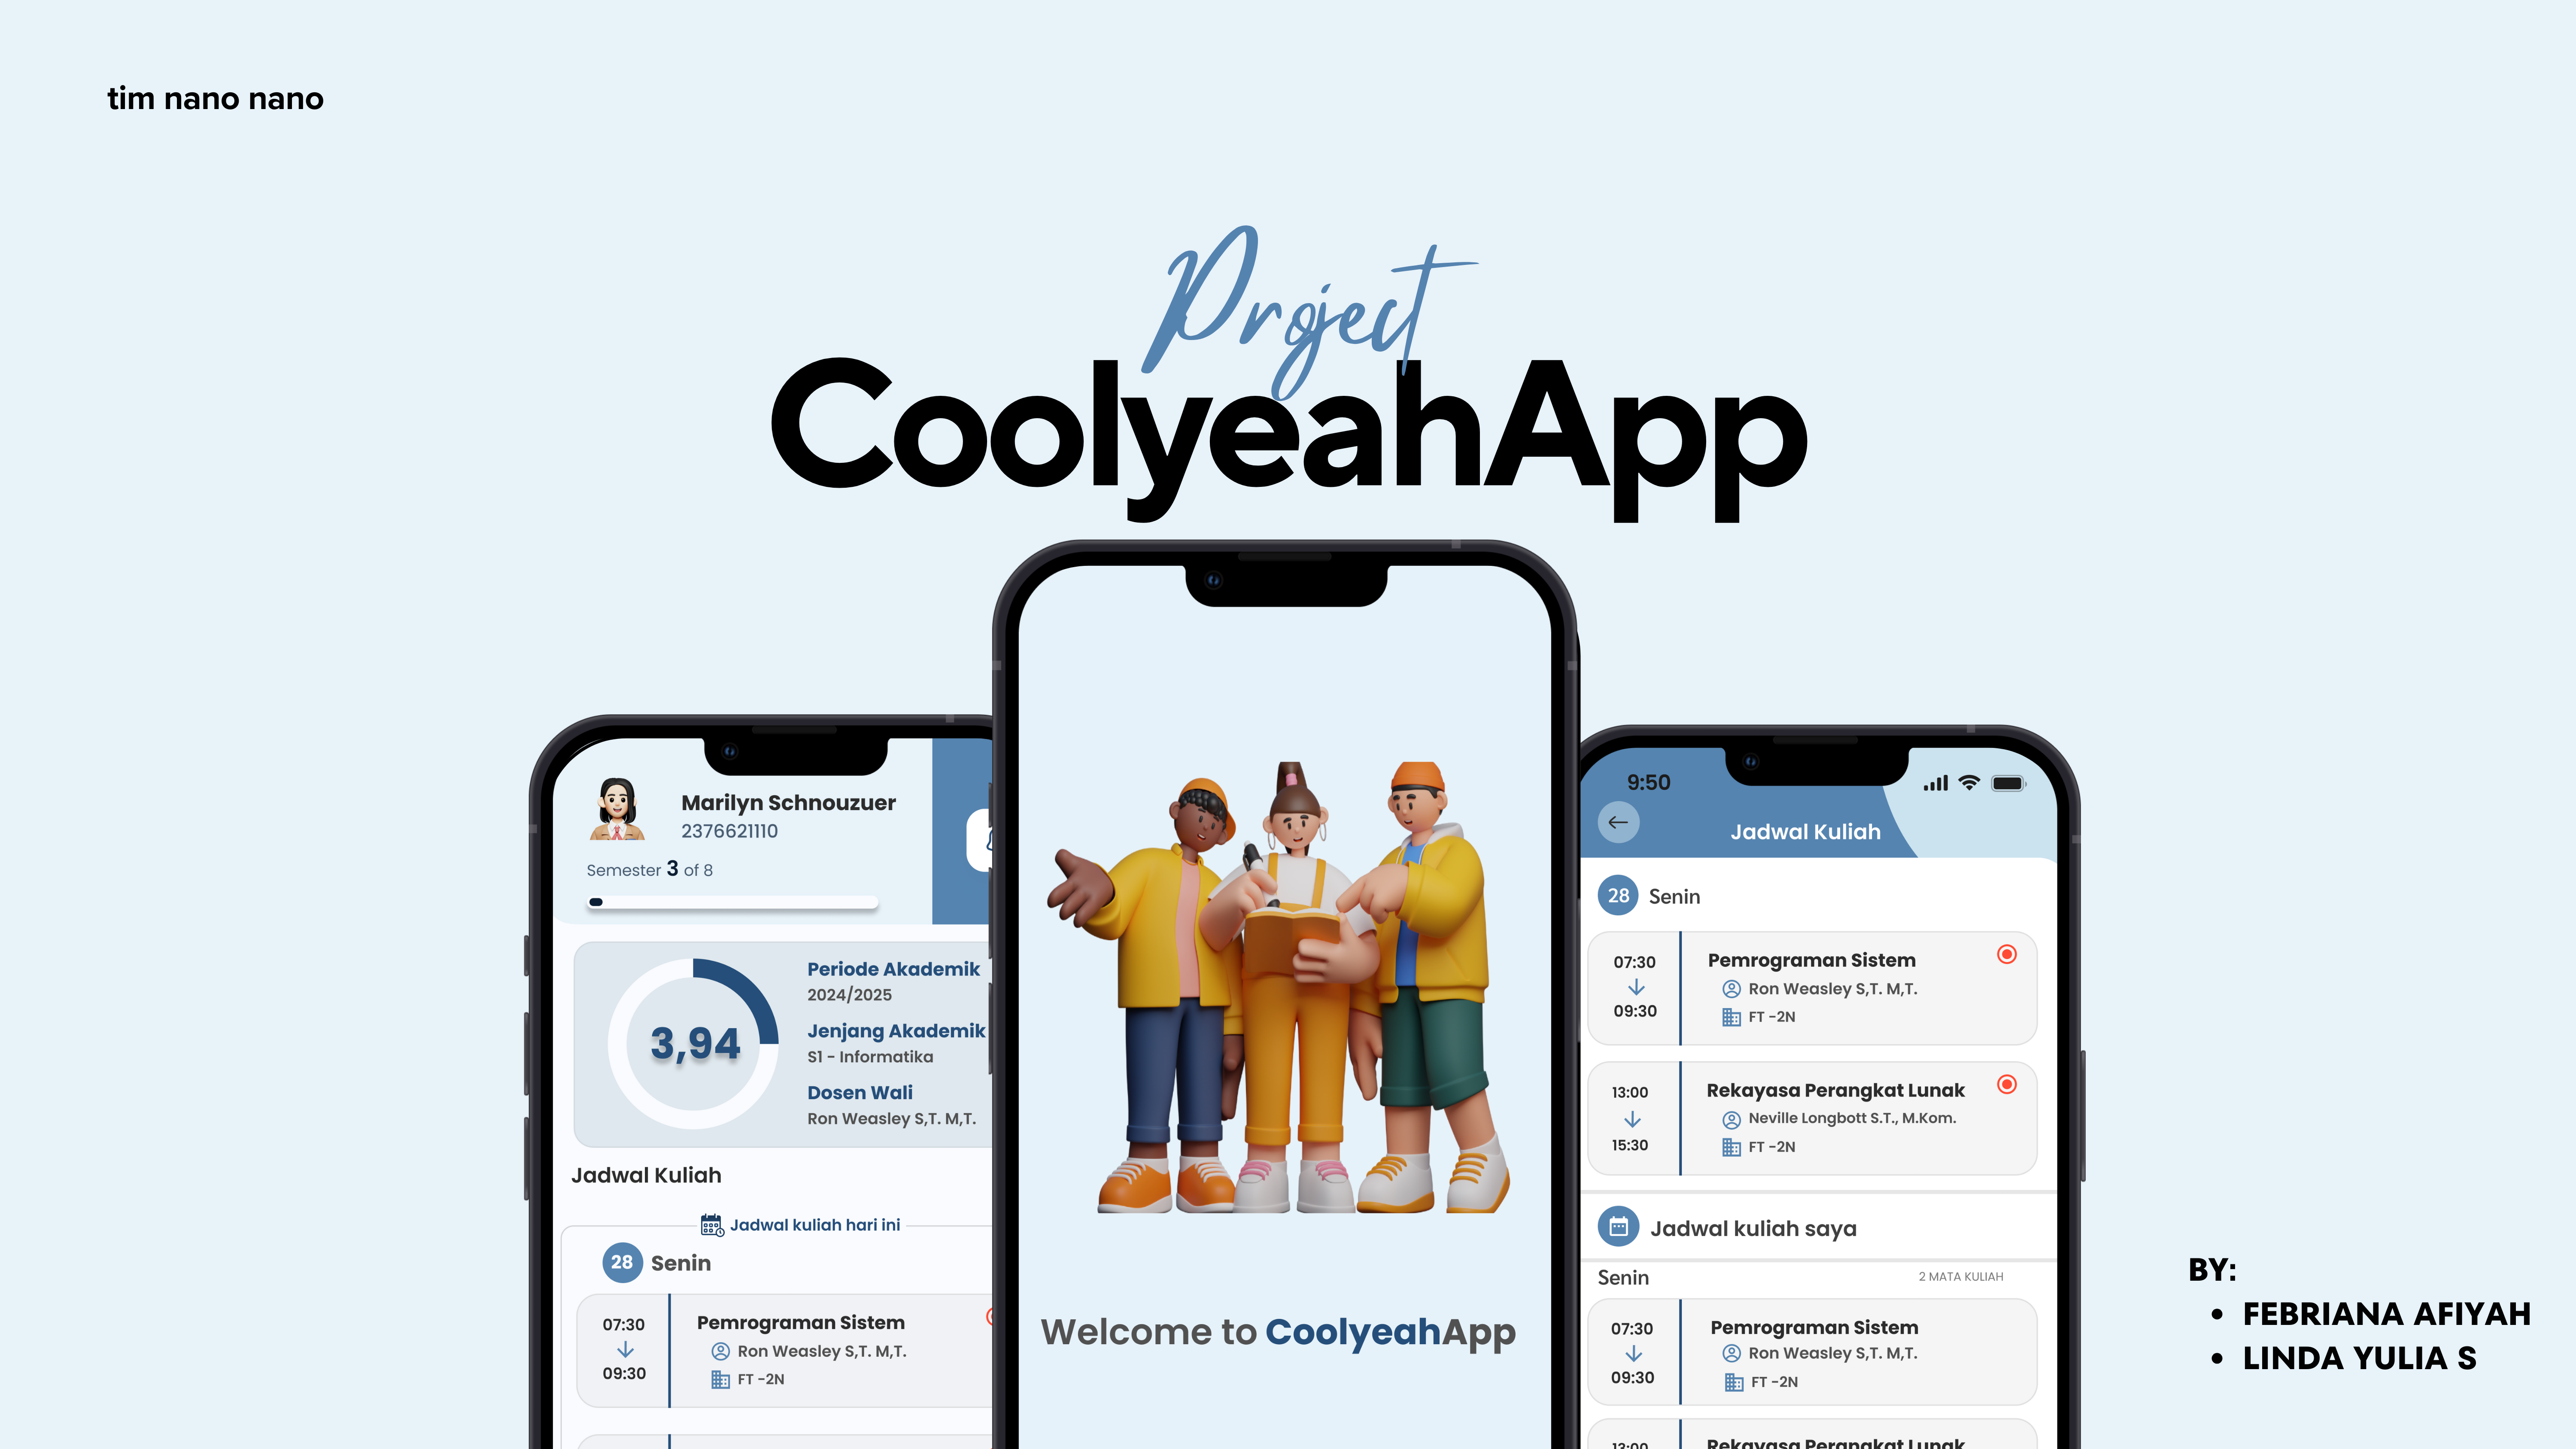 tim nano nano
Project
CoolyeahApp
Marilyn Schnouzuer
2376621110
Semester 3 of 8
3,94
Periode Akademik
2024/2025
Jenjang Akademik
S1 - Informatika
Dosen Wali
Ron Weasley S,T. M,T.
Jadwal Kuliah
Jadwal kuliah hari ini
28 Senin
07:30
09:30
Pemrograman Sistem
Ron Weasley S,T. M,T.
FT -2N
Welcome to CoolyeahApp
9:50
Jadwal Kuliah
28 Senin
07:30
09:30
Pemrograman Sistem
Ron Weasley S,T. M,T.
FT -2N
13:00
15:30
Rekayasa Perangkat Lunak
Neville Longbott S.T., M.Kom.
FT -2N
Jadwal kuliah saya
Senin
2 MATA KULIAH
07:30
09:30
Pemrograman Sistem
Ron Weasley S,T. M,T.
FT -2N
13:00
Rekayasa Perangkat Lunak
BY:
• FEBRIANA AFIYAH
• LINDA YULIA S